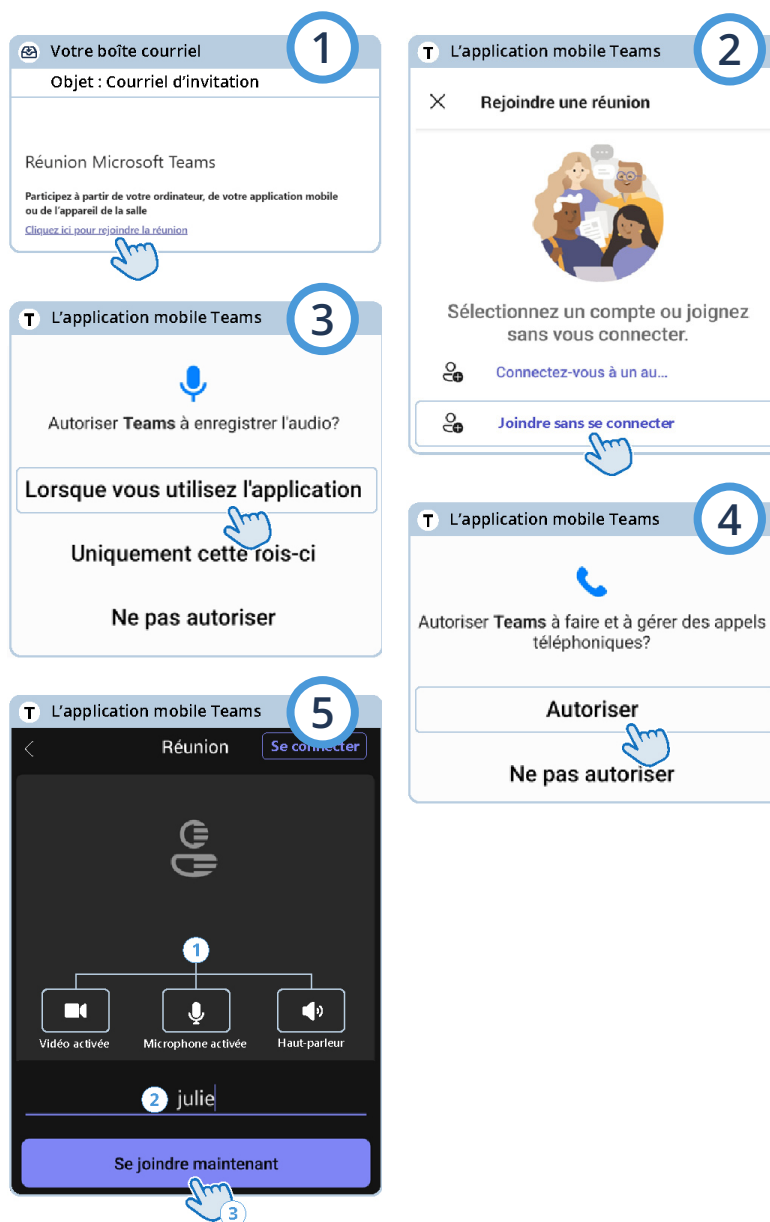 Votre boîte courriel
1
Objet : Courriel d'invitation
Réunion Microsoft Teams
Participez à partir de votre ordinateur, de votre application mobile
ou de l'appareil de la salle
Cliquez ici pour rejoindre la réunion
T L'application mobile Teams
2
Rejoindre une réunion
Sélectionnez un compte ou joignez
sans vous connecter.
Connectez-vous à un au...
Joindre sans se connecter
T L'application mobile Teams
3
Autoriser Teams à enregistrer l'audio?
Lorsque vous utilisez l'application
Uniquement cette fois-ci
Ne pas autoriser
T L'application mobile Teams
4
Autoriser Teams à faire et à gérer des appels
téléphoniques?
Autoriser
Ne pas autoriser
T L'application mobile Teams
5
Réunion
Se connecter
1
Vidéo activée
Microphone activée
Haut-parleur
2 julie
Se joindre maintenant
3